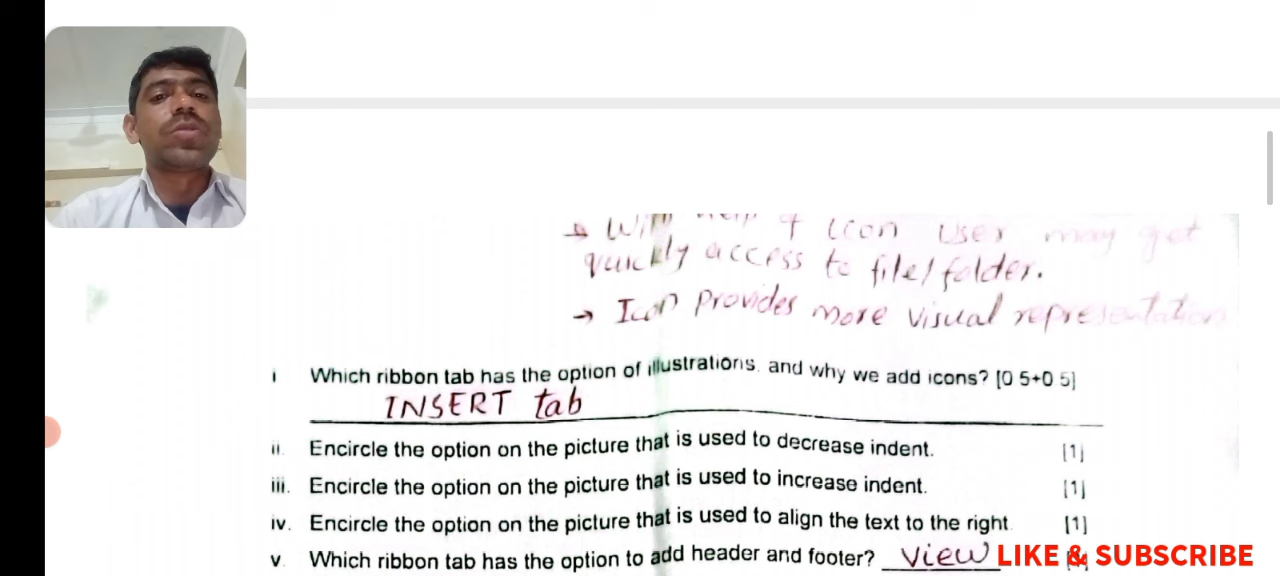 → With help of icon user may get
quickly access to file/folder.
→ Icon provides more visual representation
i Which ribbon tab has the option of illustrations, and why we add icons? [0 5+0 5]
INSERT tab
ii. Encircle the option on the picture that is used to decrease indent. [1]
iii. Encircle the option on the picture that is used to increase indent. [1]
iv. Encircle the option on the picture that is used to align the text to the right [1]
v. Which ribbon tab has the option to add header and footer? view
LIKE & SUBSCRIBE